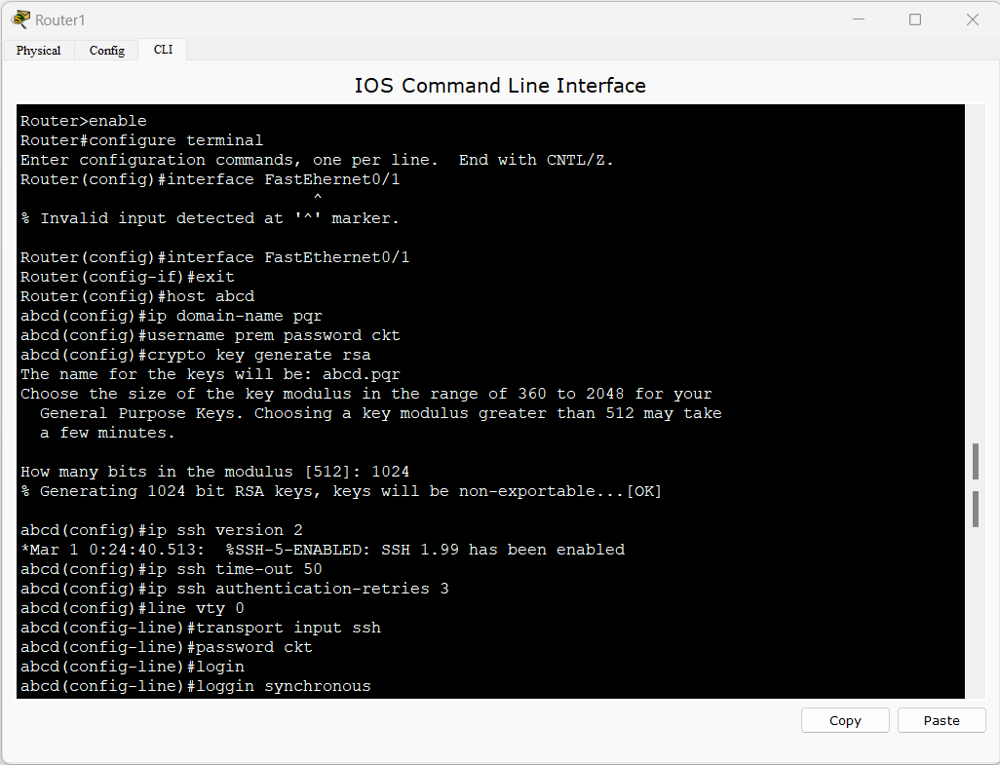 Router1
Physical Config CLI
IOS Command Line Interface
Router>enable
Router#configure terminal
Enter configuration commands, one per line.  End with CNTL/Z.
Router(config)#interface FastEhernet0/1
^
% Invalid input detected at '^' marker.
Router(config)#interface FastEthernet0/1
Router(config-if)#exit
Router(config)#host abcd
abcd(config)#ip domain-name pqr
abcd(config)#username prem password ckt
abcd(config)#crypto key generate rsa
The name for the keys will be: abcd.pqr
Choose the size of the key modulus in the range of 360 to 2048 for your
General Purpose Keys. Choosing a key modulus greater than 512 may take
a few minutes.
How many bits in the modulus [512]: 1024
% Generating 1024 bit RSA keys, keys will be non-exportable...[OK]
abcd(config)#ip ssh version 2
*Mar 1 0:24:40.513:  %SSH-5-ENABLED: SSH 1.99 has been enabled
abcd(config)#ip ssh time-out 50
abcd(config)#ip ssh authentication-retries 3
abcd(config)#line vty 0
abcd(config-line)#transport input ssh
abcd(config-line)#password ckt
abcd(config-line)#login
abcd(config-line)#loggin synchronous
Copy Paste